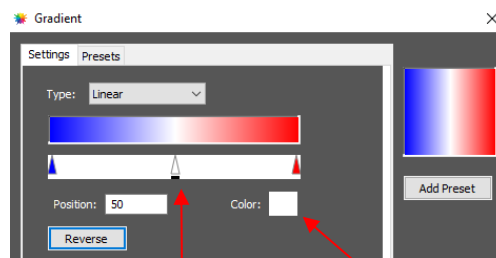 Gradient
Settings Presets
Type: Linear
Add Preset
Position: 50 Color:
Reverse